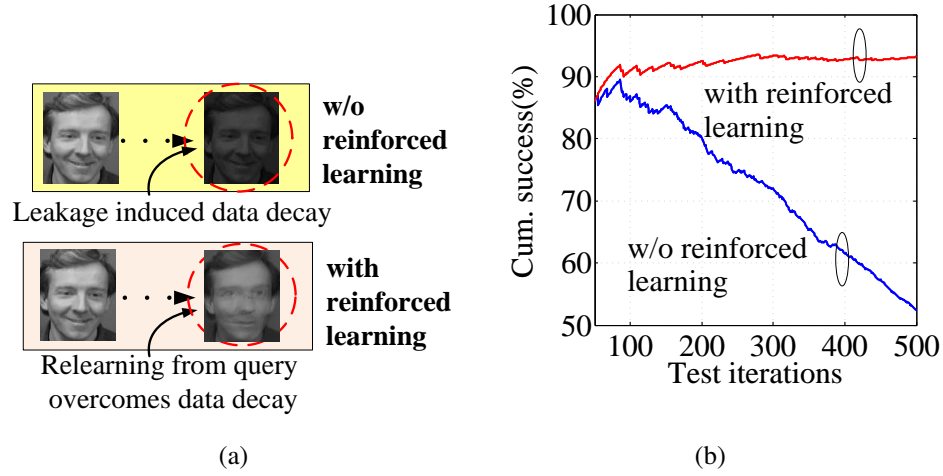 w/o
reinforced
learning
Leakage induced data decay
with
reinforced
learning
Relearning from query
overcomes data decay
(a)
Cum. success(%)
100
90
80
70
60
50
with reinforced
learning
w/o reinforced
learning
100 200 300 400 500
Test iterations
(b)